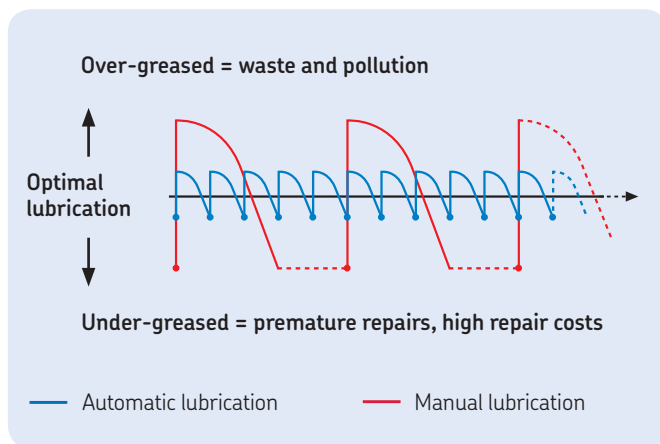 Over-greased = waste and pollution
Optimal
lubrication
Under-greased = premature repairs, high repair costs
Automatic lubrication
Manual lubrication